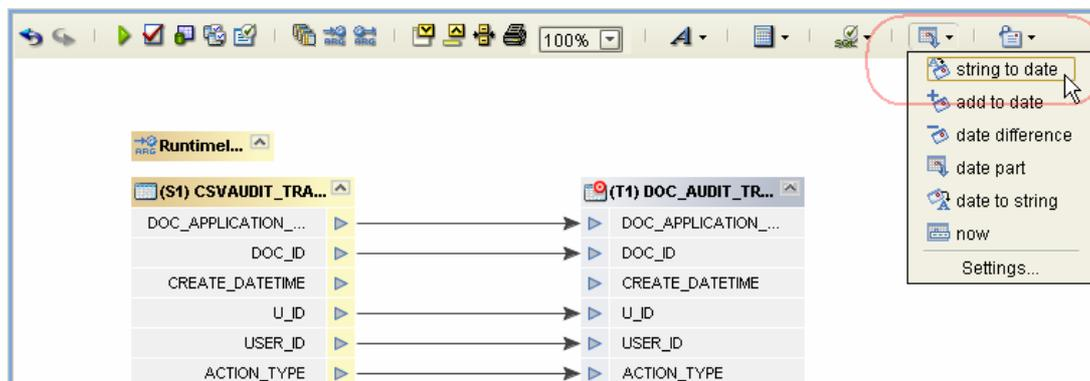 100%
string to date
add to date
date difference
date part
date to string
now
Settings...
ARG RuntimeI...
(S1) CSVAUDIT_TRA...
DOC_APPLICATION_...
DOC_ID
CREATE_DATETIME
U_ID
USER_ID
ACTION_TYPE
(T1) DOC_AUDIT_TR...
DOC_APPLICATION_...
DOC_ID
CREATE_DATETIME
U_ID
USER_ID
ACTION_TYPE